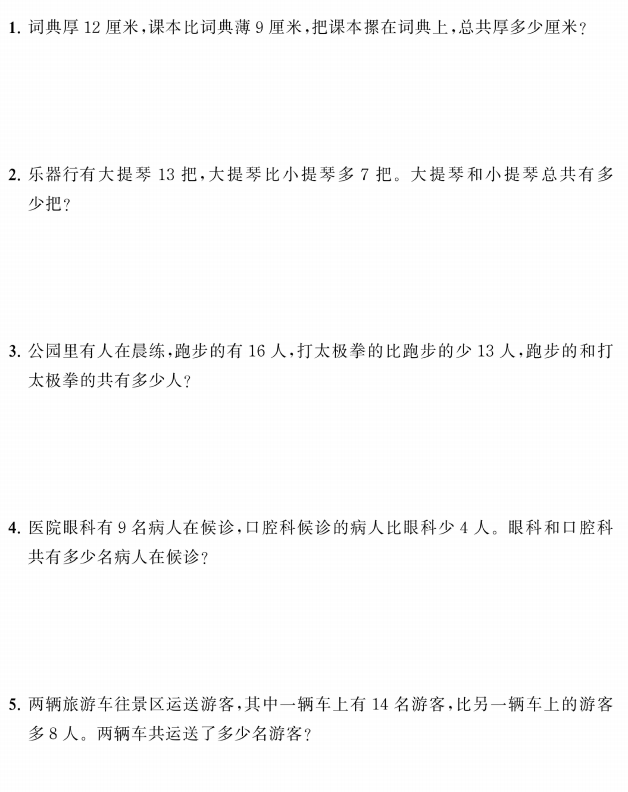 1. 词典厚 12 厘米,课本比词典薄 9 厘米,把课本摞在词典上,总共厚多少厘米?
2. 乐器行有大提琴 13 把,大提琴比小提琴多 7 把。大提琴和小提琴总共有多
少把?
3. 公园里有人在晨练,跑步的有 16 人,打太极拳的比跑步的少 13 人,跑步的和打
太极拳的共有多少人?
4. 医院眼科有 9 名病人在候诊,口腔科候诊的病人比眼科少 4 人。眼科和口腔科
共有多少名病人在候诊?
5. 两辆旅游车往景区运送游客,其中一辆车上有 14 名游客,比另一辆车上的游客
多 8 人。两辆车共运送了多少名游客?